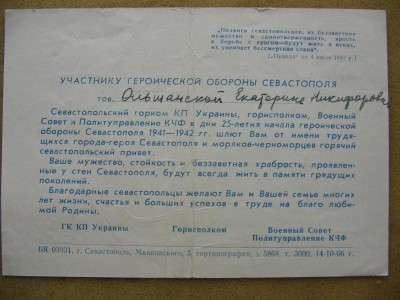 "Подвиги севастопольцев, их беззаветное
мужество и самоотверженность, ярость
в борьбе с врагом будут жить в веках,
их увенчает бессмертная слава".
(„Правда" от 4 июля 1942 г.)
УЧАСТНИКУ ГЕРОИЧЕСКОЙ ОБОРОНЫ СЕВАСТОПОЛЯ
тов. Ольшанской Екатерине Никифоровне
Севастопольский горком КП Украины, горисполком, Военный
Совет и Политуправление КЧФ в дни 25-летия начала героической
обороны Севастополя 1941—1942 гг. шлют Вам от имени трудя-
щихся города-героя Севастополя и моряков-черноморцев горячий
севастопольский привет.
Ваше мужество, стойкость и беззаветная храбрость, проявлен-
ные у стен Севастополя, будут всегда жить в памяти грядущих
поколений.
Благодарные севастопольцы желают Вам и Вашей семье многих
лет жизни, счастья и больших успехов в труде на благо люби-
мой Родины.
ГК КП Украины
Горисполком
Военный Совет
Политуправление КЧФ
БЯ 03031, г. Севастополь, Маяковского, 5, гортипография, з. 5868, т. 3000, 14-10-66 г.